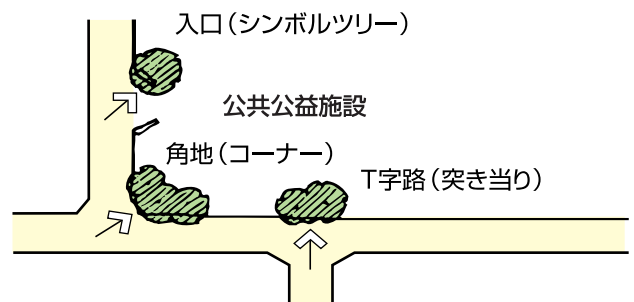 入口（シンボルツリー）
公共公益施設
角地（コーナー）
T字路（突き当り）